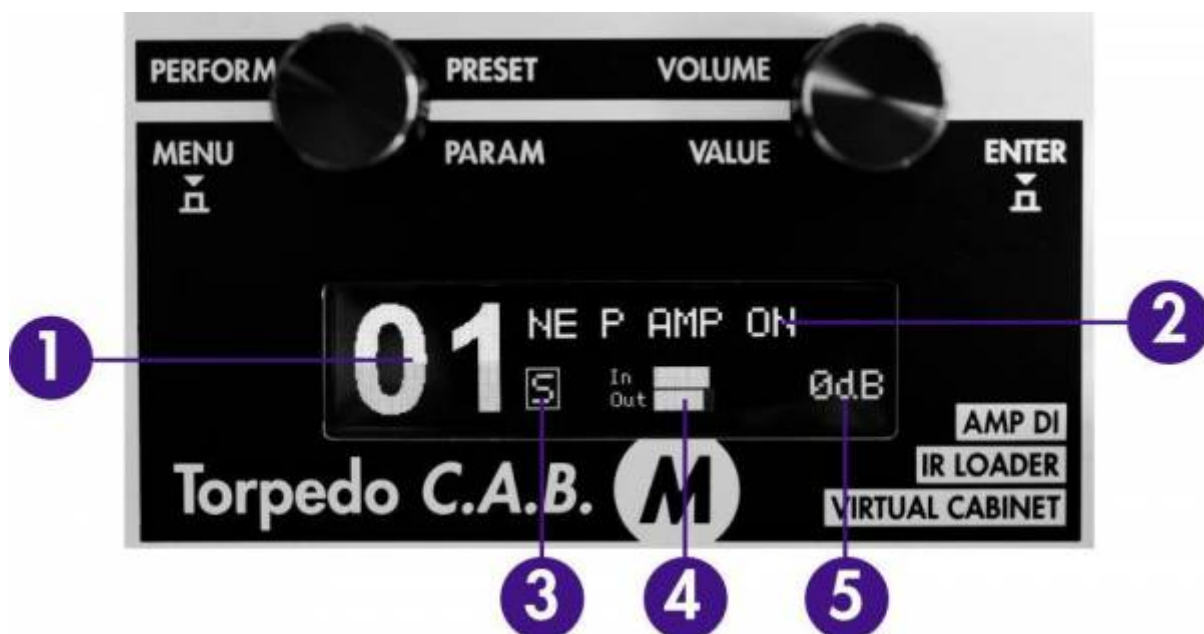 PERFORM PRESET VOLUME
MENU PARAM VALUE ENTER
01 NE P AMP ON
S In Out 0dB
AMP DI
IR LOADER
VIRTUAL CABINET
Torpedo C.A.B. M
1
2
3
4
5